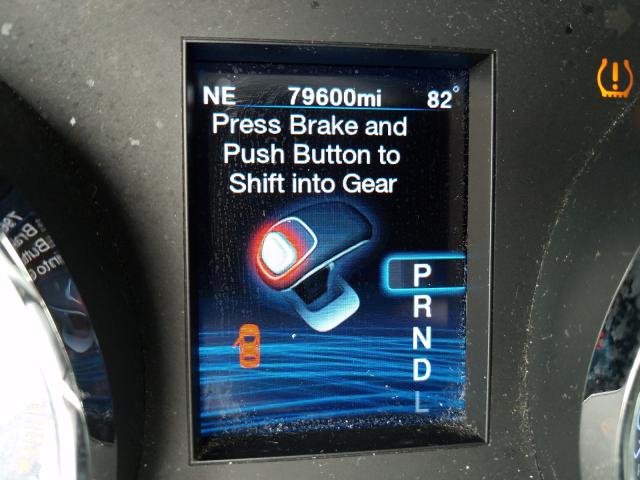 NE 79600mi 82°
Press Brake and
Push Button to
Shift into Gear
P
R
N
D
L